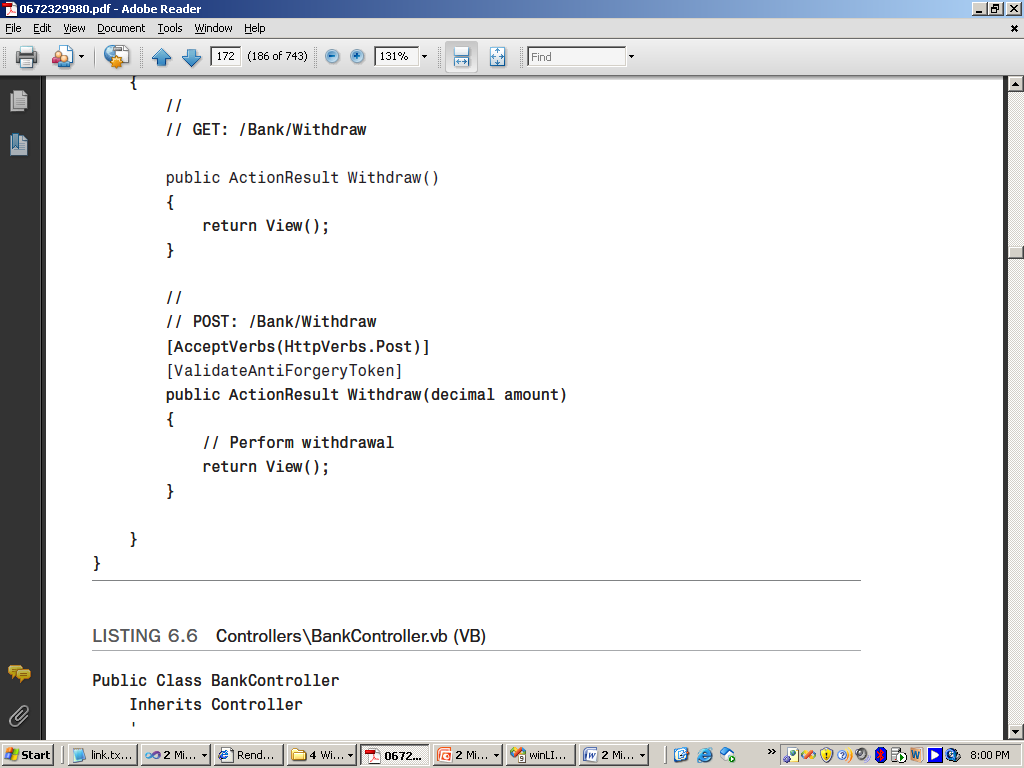 0672329980.pdf - Adobe Reader
File Edit View Document Tools Window Help
172 (186 of 743) 131% Find
{
//
// GET: /Bank/Withdraw
public ActionResult Withdraw()
{
return View();
}
//
// POST: /Bank/Withdraw
[AcceptVerbs(HttpVerbs.Post)]
[ValidateAntiForgeryToken]
public ActionResult Withdraw(decimal amount)
{
// Perform withdrawal
return View();
}
}
}
LISTING 6.6 Controllers\BankController.vb (VB)
Public Class BankController
Inherits Controller
'
Start link.tx... 2 Mi... Rend... 4 Wi... 0672... 2 Mi... winLI... 2 Mi... » 8:00 PM